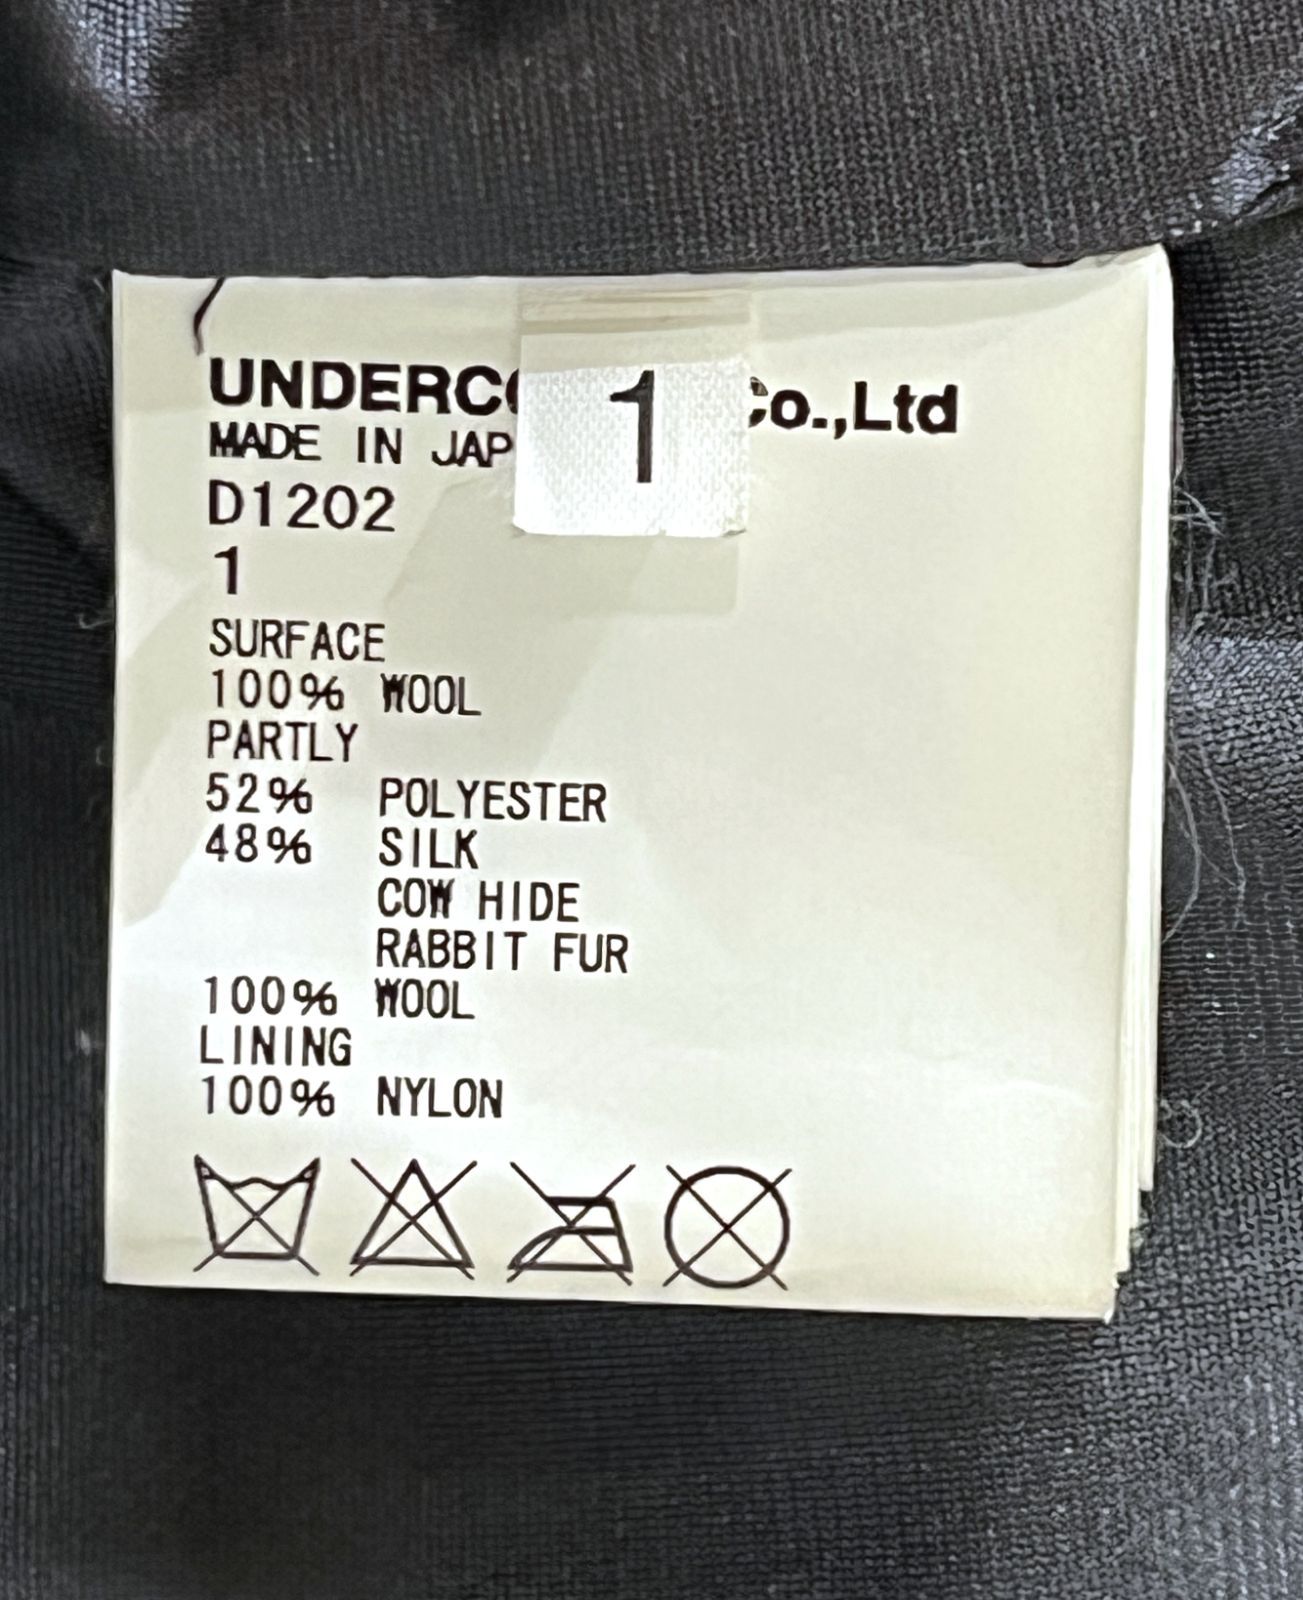 UNDERC Co.,Ltd
1
MADE IN JAP
D1202
1
SURFACE
100% WOOL
PARTLY
52% POLYESTER
48% SILK
COW HIDE
RABBIT FUR
100% WOOL
LINING
100% NYLON